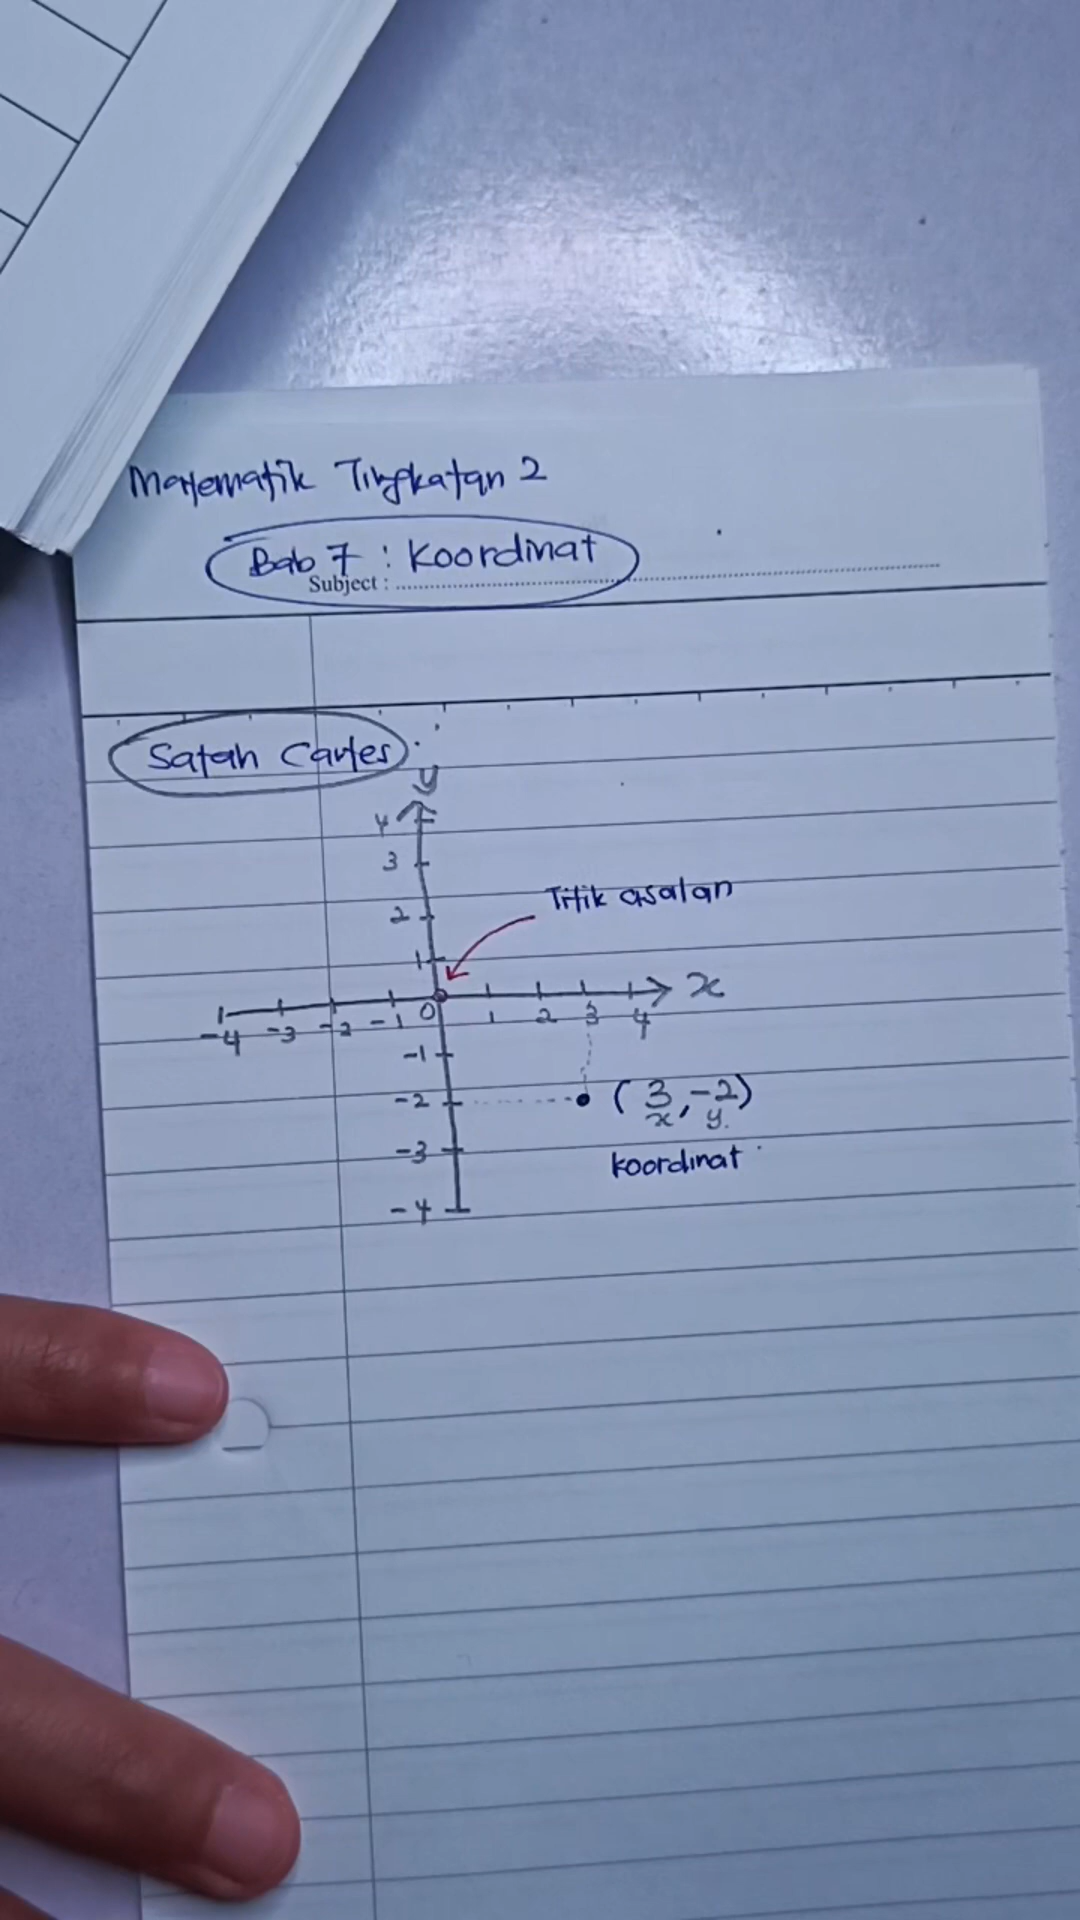 Matematik Tingkatan 2
Bab 7 : Koordinat
Subject :
Satah Cartes
y
4
3
2
1
Titik asalan
x
-4 -3 -2 -1 0 1 2 3 4
-1
-2
(3, -2)
x y
-3
koordinat
-4